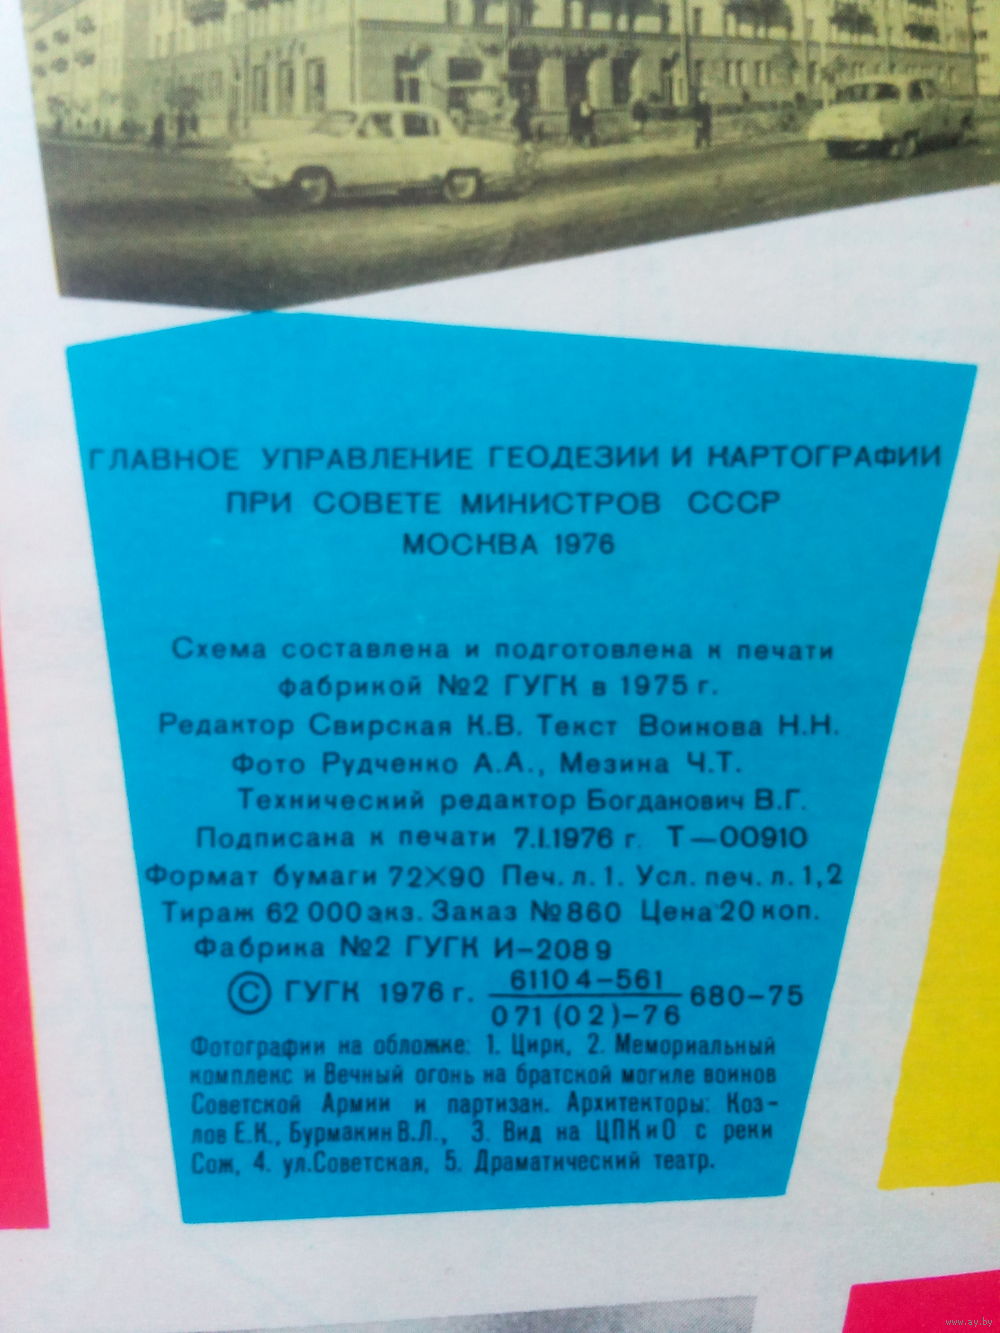 ГЛАВНОЕ УПРАВЛЕНИЕ ГЕОДЕЗИИ И КАРТОГРАФИИ
ПРИ СОВЕТЕ МИНИСТРОВ СССР
МОСКВА 1976
Схема составлена и подготовлена к печати
фабрикой №2 ГУГК в 1975 г.
Редактор Свирская К.В. Текст Воинова Н.Н.
Фото Рудченко А.А., Мезина Ч.Т.
Технический редактор Богданович В.Г.
Подписана к печати 7.I.1976 г. Т—00910
Формат бумаги 72×90 Печ. л. 1. Усл. печ. л. 1,2
Тираж 62 000 экз. Заказ №860 Цена 20 коп.
Фабрика №2 ГУГК И-2089
© ГУГК 1976 г. 61104-561 680-75
071(02)-76
Фотографии на обложке: 1. Цирк, 2. Мемориальный
комплекс и Вечный огонь на братской могиле воинов
Советской Армии и партизан. Архитекторы: Коз-
лов Е.К., Бурмакин В.Л., 3. Вид на ЦПКиО с реки
Сож, 4. ул.Советская, 5. Драматический театр.
www.ay.by